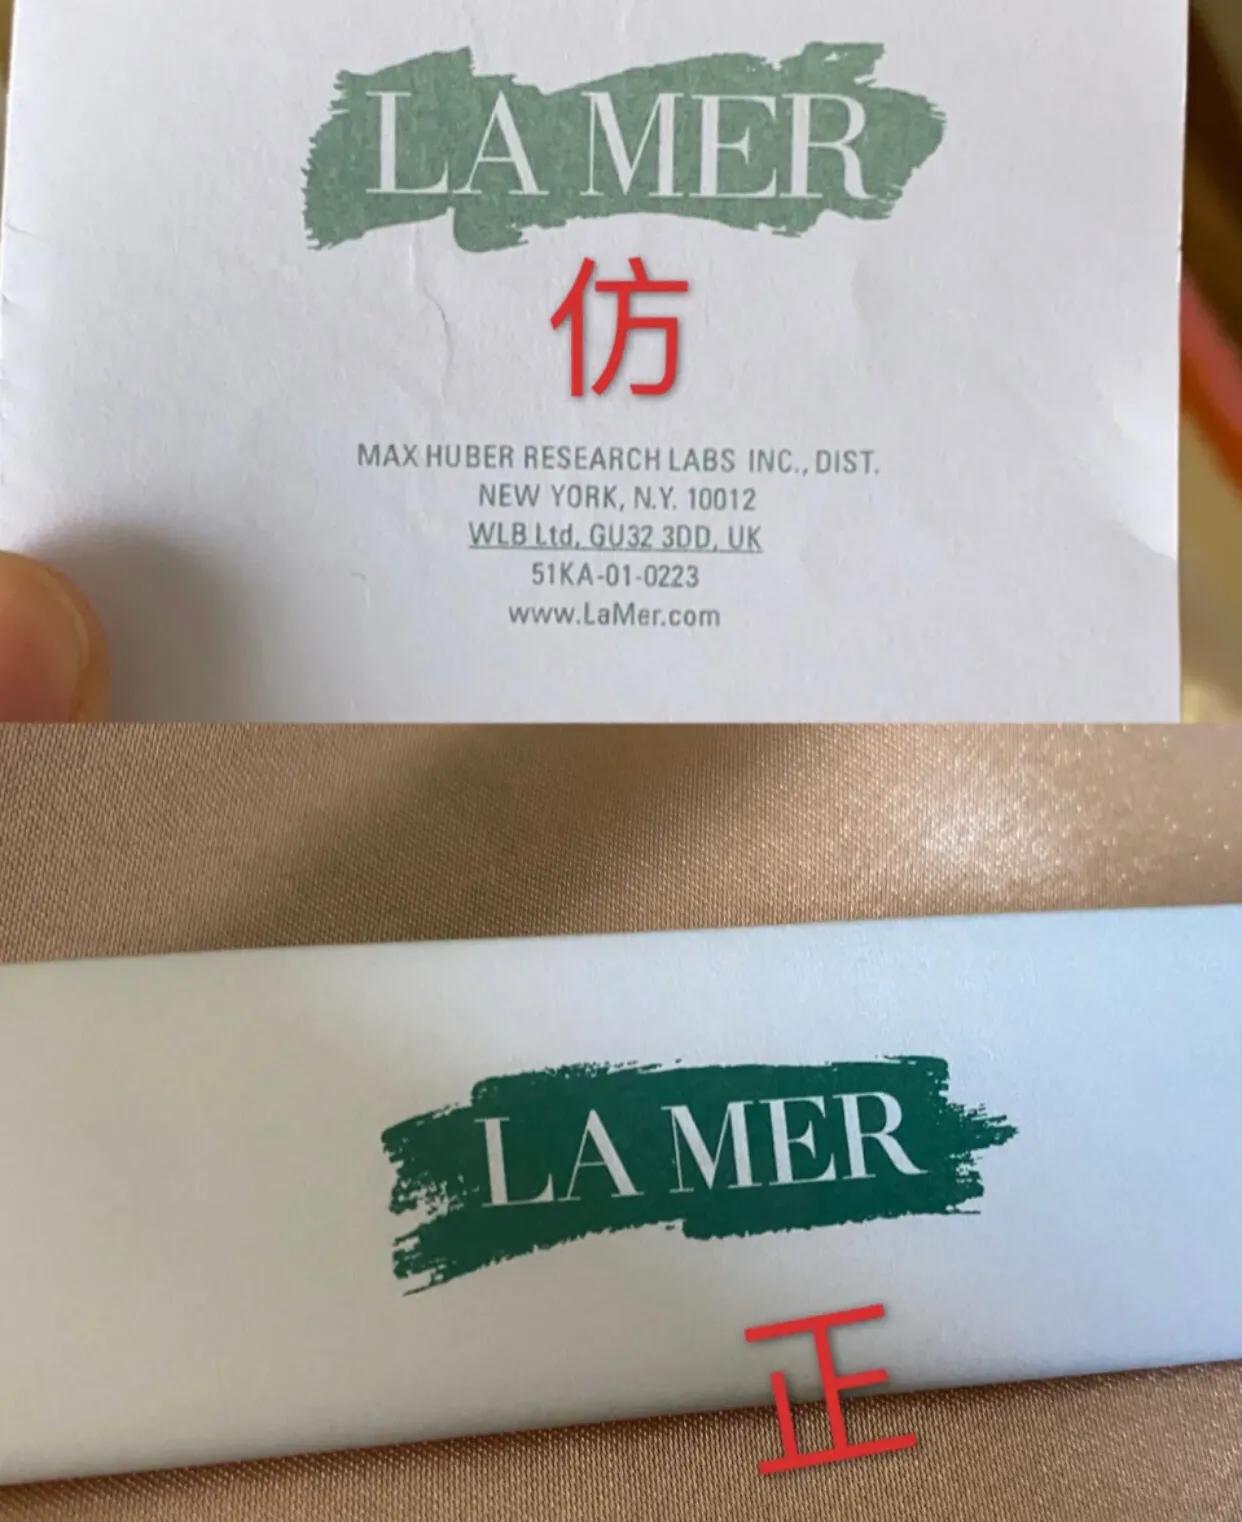 LA MER
仿
MAX HUBER RESEARCH LABS INC., DIST.
NEW YORK, N.Y. 10012
WLB Ltd, GU32 3DD, UK
51KA-01-0223
www.LaMer.com
LA MER
正